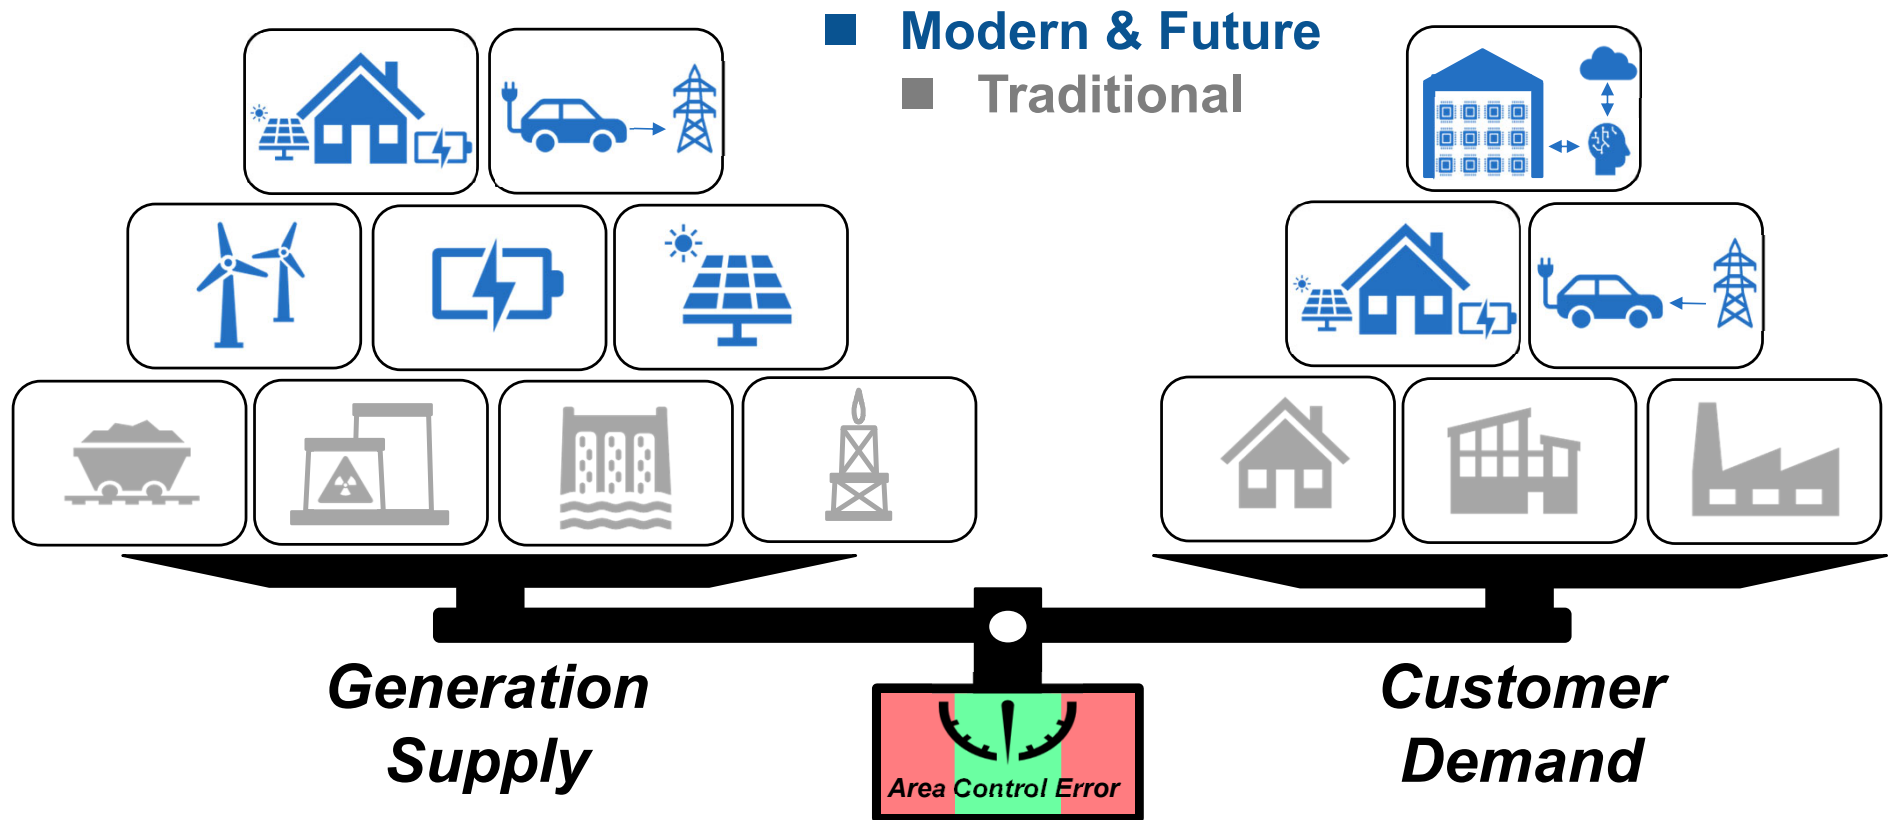 Modern & Future
Traditional
Generation
Supply
Customer
Demand
Area Control Error